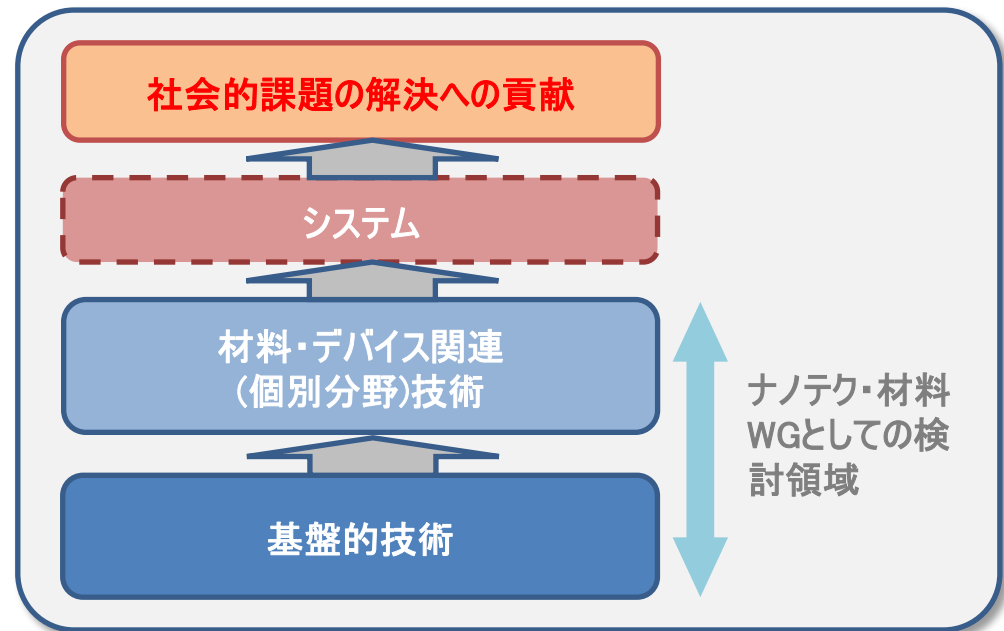 社会的課題の解決への貢献
システム
材料・デバイス関連
(個別分野)技術
ナノテク・材料
WGとしての検
討領域
基盤的技術